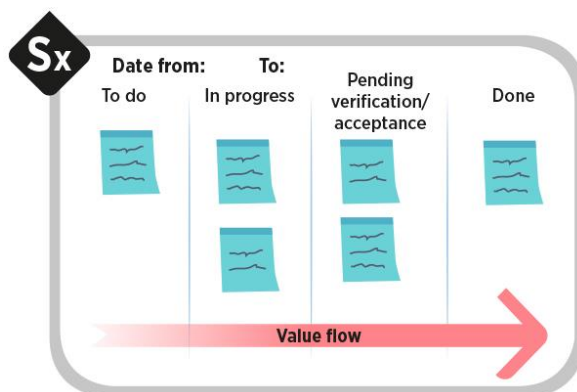 Sx
Date from: To:
To do
In progress
Pending
verification/
acceptance
Done
Value flow